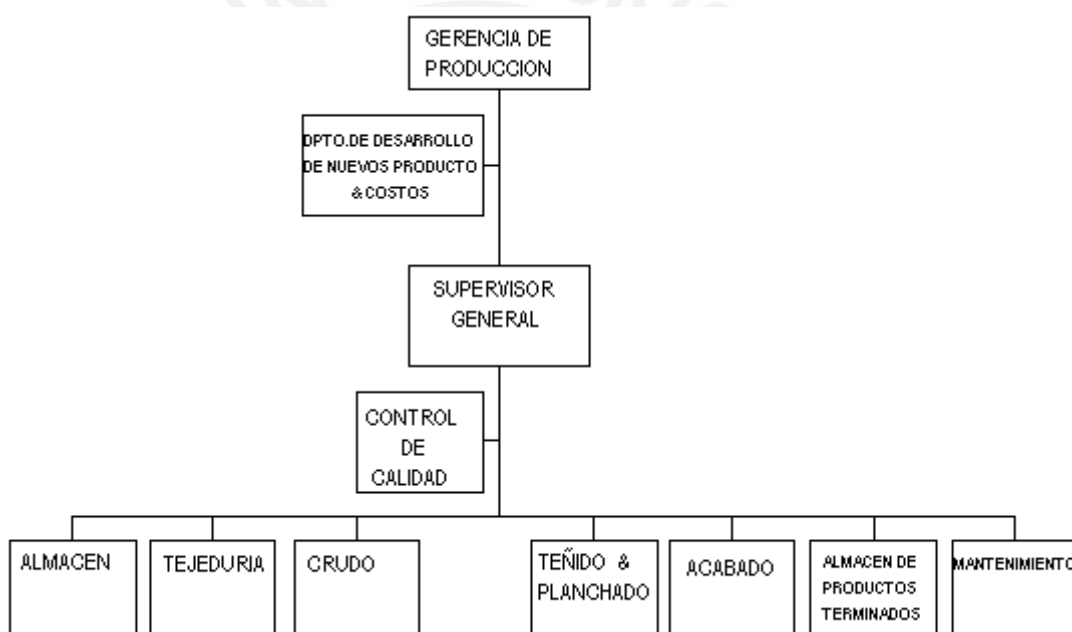 GERENCIA DE
PRODUCCION
DPTO.DE DESARROLLO
DE NUEVOS PRODUCTO
& COSTOS
SUPERVISOR
GENERAL
CONTROL
DE
CALIDAD
ALMACEN
TEJEDURIA
CRUDO
TEÑIDO &
PLANCHADO
ACABADO
ALMACEN DE
PRODUCTOS
TERMINADOS
MANTENIMIENTO